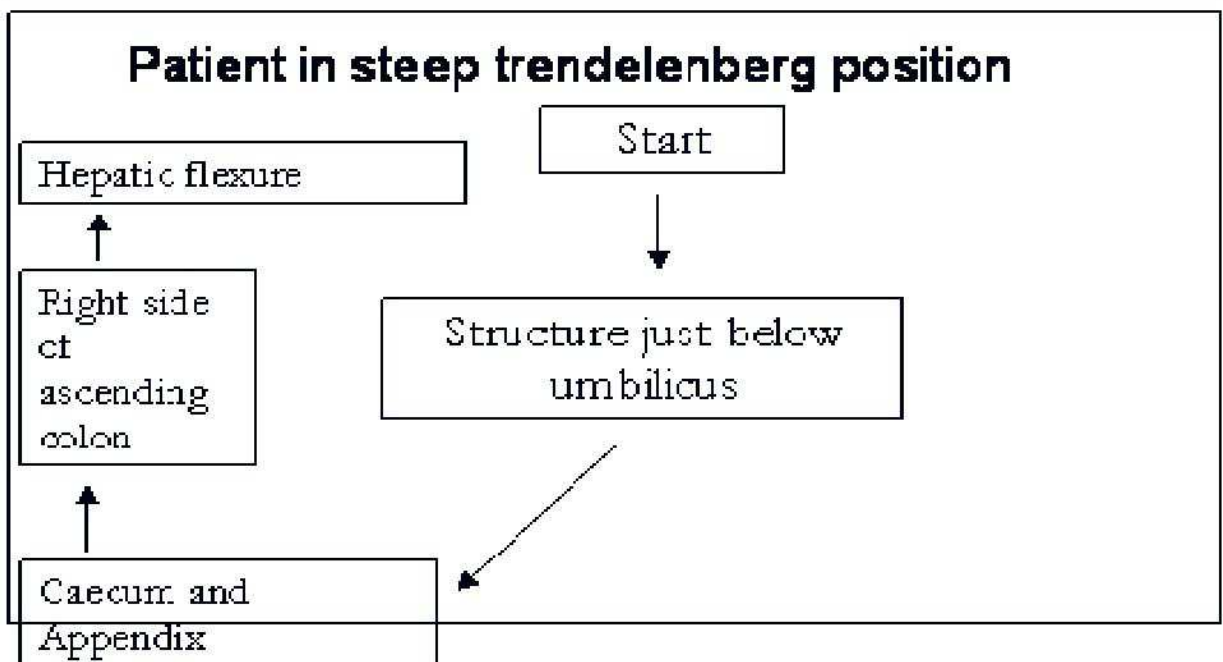 Patient in steep trendelenberg position
Start
Structure just below
umbilicus
Caecum and
Appendix
Right side
of
ascending
colon
Hepatic flexure